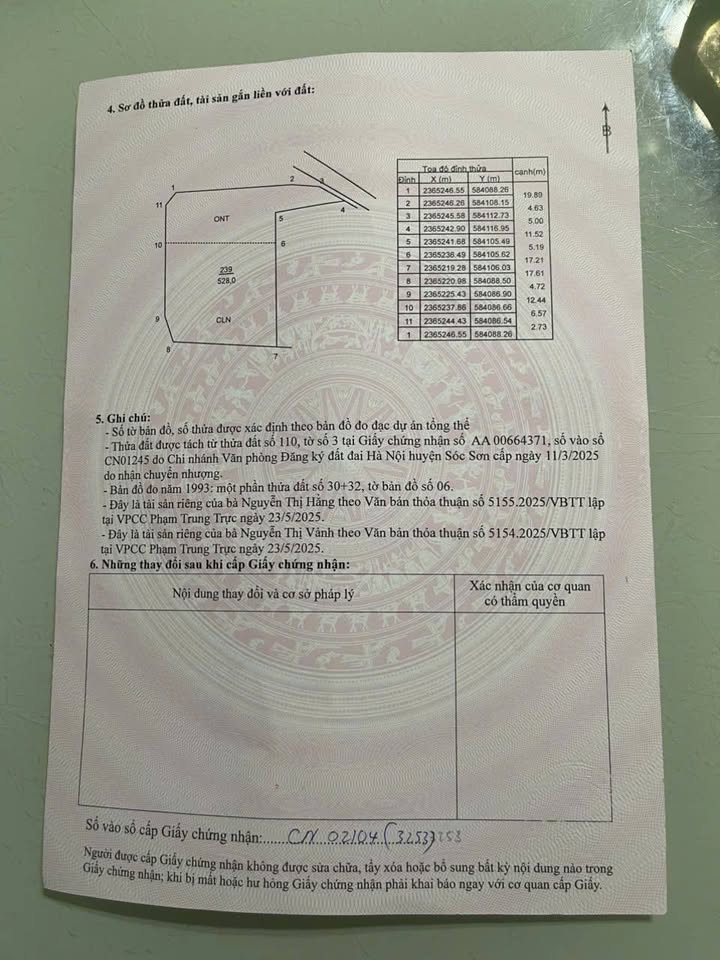 4. Sơ đồ thửa đất, tài sản gắn liền với đất:
B
1
2
3
4
5
6
7
8
9
10
11
ONT
239
528,0
CLN
Tọa độ đỉnh thửa cạnh(m)
Đỉnh X (m) Y (m)
1 2365246.55 584088.26
19.89
2 2365246.26 584108.15
4.63
3 2365245.58 584112.73
5.00
4 2365242.90 584116.95
11.52
5 2365241.68 584105.49
5.19
6 2365238.49 584105.62
17.21
7 2365219.28 584106.03
17.61
8 2365220.98 584088.50
4.72
9 2365225.43 584086.90
12.44
10 2365237.86 584086.66
6.57
11 2365244.43 584086.54
2.73
1 2365246.55 584088.26
5. Ghi chú:
- Số tờ bản đồ, số thửa được xác định theo bản đồ đo đạc dự án tổng thể
- Thửa đất được tách từ thửa đất số 110, tờ số 3 tại Giấy chứng nhận số AA 00664371, số vào sổ
CN01245 do Chi nhánh Văn phòng Đăng ký đất đai Hà Nội huyện Sóc Sơn cấp ngày 11/3/2025
do nhận chuyển nhượng.
- Bản đồ đo năm 1993: một phần thửa đất số 30+32, tờ bản đồ số 06.
- Đây là tài sản riêng của bà Nguyễn Thị Hằng theo Văn bản thỏa thuận số 5155.2025/VBTT lập
tại VPCC Phạm Trung Trực ngày 23/5/2025.
- Đây là tài sản riêng của bà Nguyễn Thị Vânh theo Văn bản thỏa thuận số 5154.2025/VBTT lập
tại VPCC Phạm Trung Trực ngày 23/5/2025.
6. Những thay đổi sau khi cấp Giấy chứng nhận:
Nội dung thay đổi và cơ sở pháp lý
Xác nhận của cơ quan
có thẩm quyền
Số vào sổ cấp Giấy chứng nhận:.....CN 02104 (3253)
Người được cấp Giấy chứng nhận không được sửa chữa, tẩy xóa hoặc bổ sung bất kỳ nội dung nào trong
Giấy chứng nhận; khi bị mất hoặc hư hỏng Giấy chứng nhận phải khai báo ngay với cơ quan cấp Giấy.